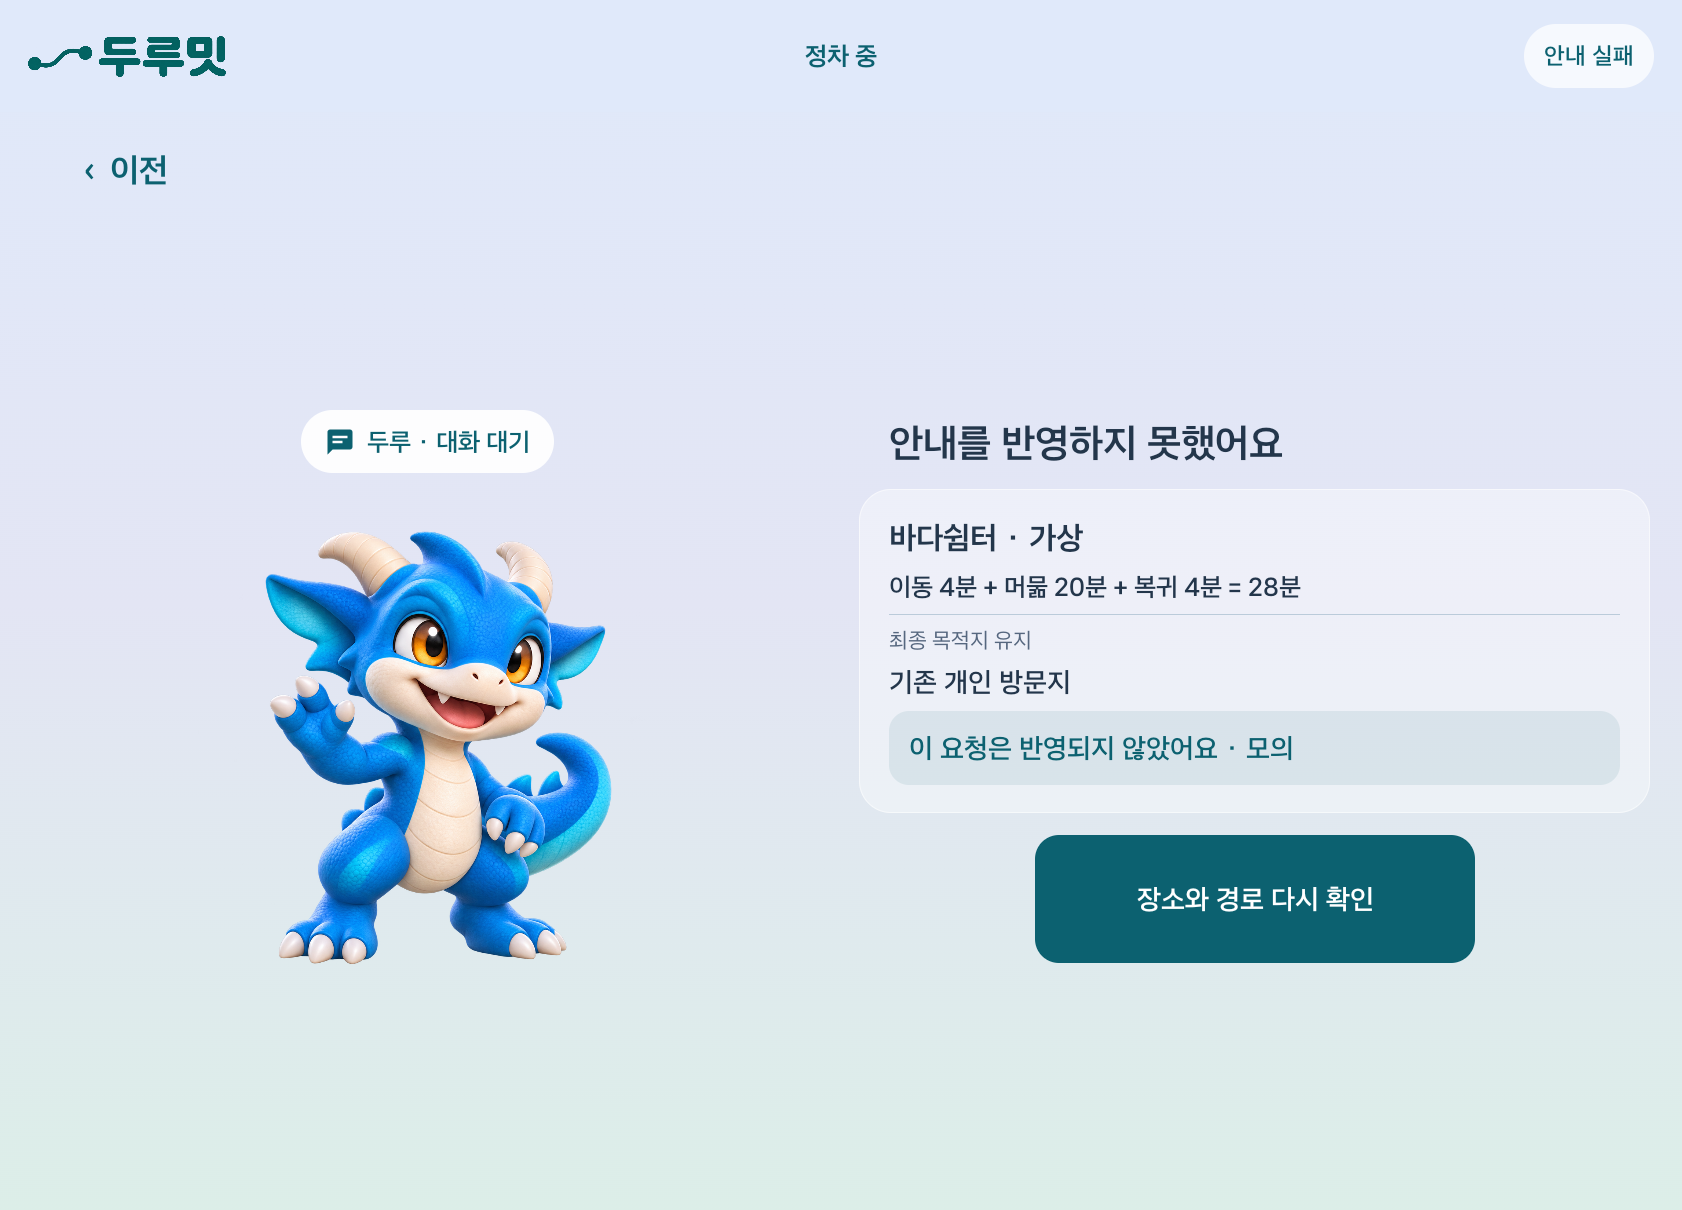 두루밋
정차 중
안내 실패
‹ 이전
두루 · 대화 대기
안내를 반영하지 못했어요
바다쉼터 · 가상
이동 4분 + 머묾 20분 + 복귀 4분 = 28분
최종 목적지 유지
기존 개인 방문지
이 요청은 반영되지 않았어요 · 모의
장소와 경로 다시 확인